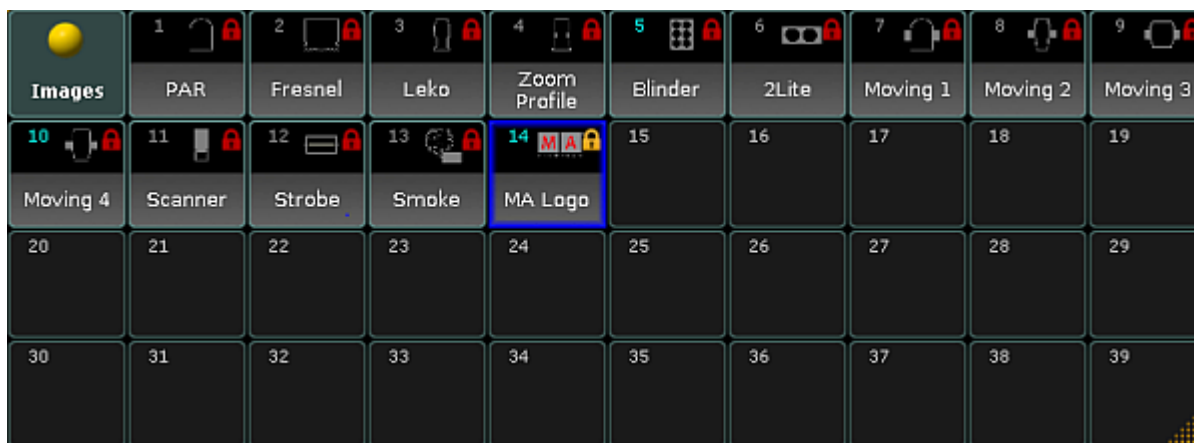 1 2 3 4 5 6 7 8 9
Images PAR Fresnel Leko Zoom Profile Blinder 2Lite Moving 1 Moving 2 Moving 3
10 11 12 13 14 MA 15 16 17 18 19
Moving 4 Scanner Strobe Smoke MA Logo
20 21 22 23 24 25 26 27 28 29
30 31 32 33 34 35 36 37 38 39